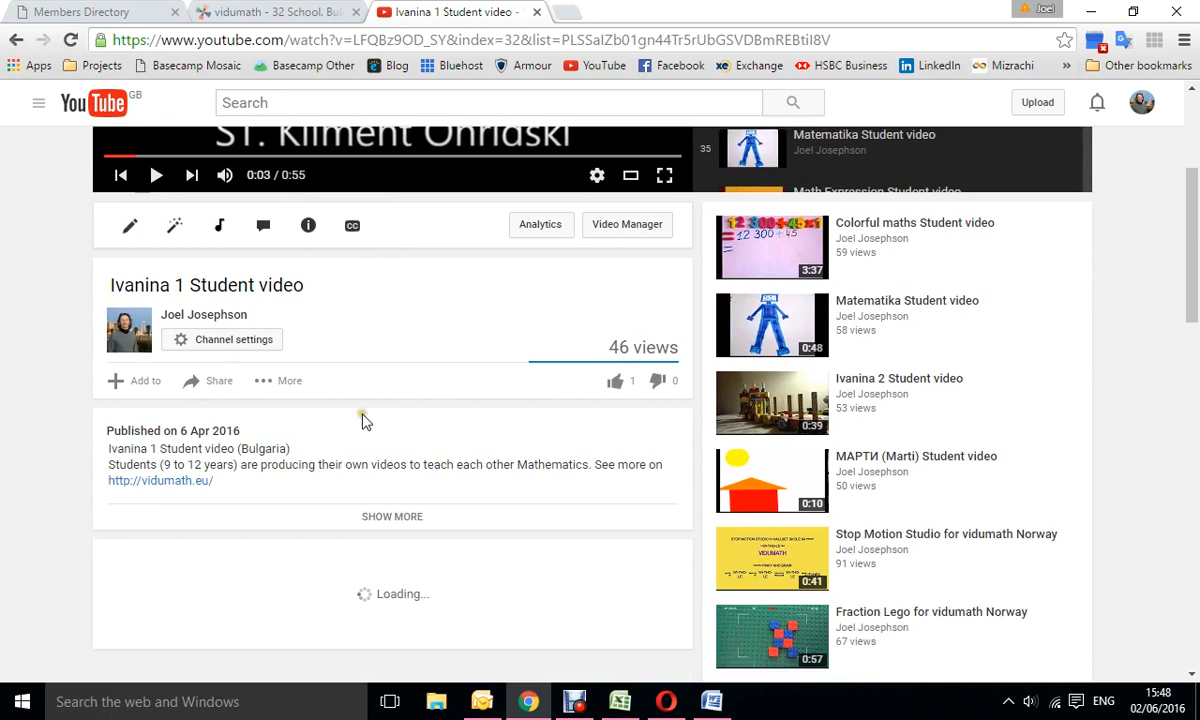 Members Directory
vidumath - 32 School. Bul
Ivanina 1 Student video -
Joel
https://www.youtube.com/watch?v=LFQBz9OD_SY&index=32&list=PLSSaIZb01gn44Tr5rUbGSVDBmREBtiI8V
Apps Projects Basecamp Mosaic Basecamp Other Blog Bluehost Armour YouTube Facebook Exchange HSBC Business LinkedIn Mizrachi » Other bookmarks
YouTube GB
Search
Upload
ST. Kliment Ohridski
0:03 / 0:55
35
Matematika Student video
Joel Josephson
Math Expression Student video
Analytics
Video Manager
Ivanina 1 Student video
Joel Josephson
Channel settings
46 views
Add to Share More
1 0
Published on 6 Apr 2016
Ivanina 1 Student video (Bulgaria)
Students (9 to 12 years) are producing their own videos to teach each other Mathematics. See more on
http://vidumath.eu/
SHOW MORE
Loading...
12 300+45x1
12 300+45
=
3:37
Colorful maths Student video
Joel Josephson
59 views
0:48
Matematika Student video
Joel Josephson
58 views
0:39
Ivanina 2 Student video
Joel Josephson
53 views
0:10
МАРТИ (Marti) Student video
Joel Josephson
50 views
VIDUMATH
0:41
Stop Motion Studio for vidumath Norway
Joel Josephson
91 views
0:57
Fraction Lego for vidumath Norway
Joel Josephson
67 views
Search the web and Windows
ENG
15:48
02/06/2016